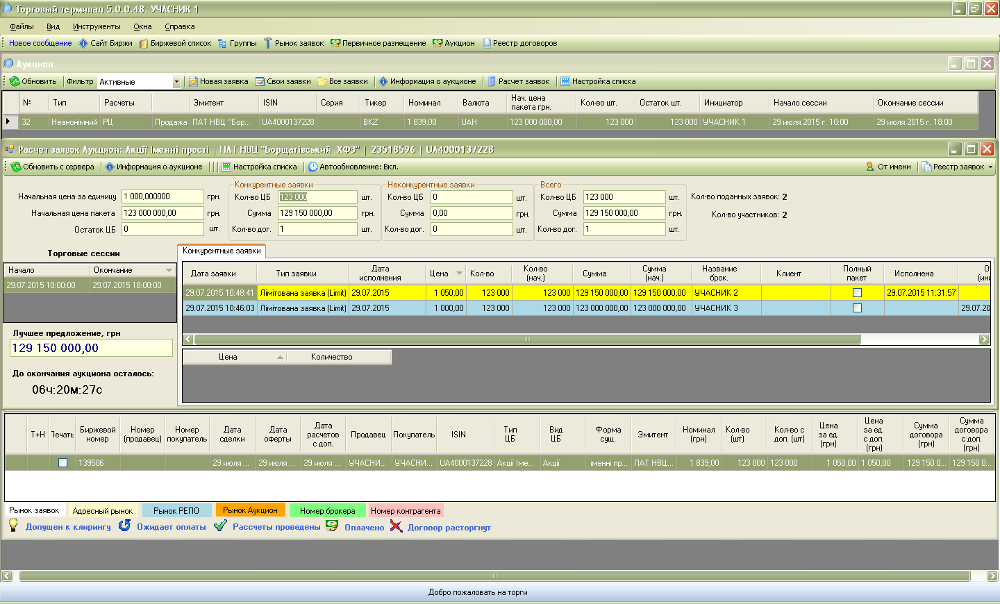 Торговый терминал 5.0.0.48. УЧАСНИК 1
Файлы Вид Инструменты Окна Справка
Новое сообщение Сайт Биржи Биржевой список Группы Рынок заявок Первичное размещение Аукцион Реестр договоров
Аукцион
Обновить Фильтр Активные Новая заявка Свои заявки Все заявки Информация о аукционе Расчет заявок Настройка списка
№ Тип Расчеты Эмитент ISIN Серия Тикер Номинал Валюта Нач. цена пакета грн. Кол-во шт. Остаток шт. Инициатор Начало сессии Окончание сессии
32 Неанонімний РЦ Продажа ПАТ НВЦ "Бор... UA4000137228 BKZ 1 839,00 UAH 123 000 000,00 123 000 123 000 УЧАСНИК 1 29 июля 2015 г. 10:00 29 июля 2015 г. 18:00
Расчет заявок Аукцион: Акції Іменні прості | ПАТ НВЦ "Борщагівський ХФЗ" | 23518596 | UA4000137228
Обновить с сервера Информация о аукционе Настройка списка Автообновление: Вкл. От имени Реестр заявок
Конкурентные заявки Неконкурентные заявки Всего
Начальная цена за единицу 1 000,000000 грн. Кол-во ЦБ 123 000 шт. Кол-во ЦБ 0 шт. Кол-во ЦБ 123 000 шт. Кол-во поданных заявок: 2
Начальная цена пакета 123 000 000,00 грн. Сумма 129 150 000,00 грн. Сумма 0,00 грн. Сумма 129 150 000,00 грн. Кол-во участников: 2
Остаток ЦБ 0 шт. Кол-во дог. 1 шт. Кол-во дог. 0 шт. Кол-во дог. 1 шт.
Торговые сессии
Начало Окончание
29.07.2015 10:00:00 29.07.2015 18:00:00
Лучшее предложение, грн
129 150 000,00
До окончания аукциона осталось:
06ч:20м:27с
Конкурентные заявки
Дата заявки Тип заявки Дата исполнения Цена Кол-во Кол-во (нач.) Сумма Сумма (нач.) Название брок. Клиент Полный пакет Исполнена
29.07.2015 10:48:41 Лімітована заявка (Limit) 29.07.2015 1 050,00 123 000 123 000 129 150 000,00 129 150 000,00 УЧАСНИК 2 29.07.2015 11:31:57
29.07.2015 10:46:03 Лімітована заявка (Limit) 29.07.2015 1 000,00 123 000 123 000 123 000 000,00 123 000 000,00 УЧАСНИК 3 29.07.20
Цена Количество
Т+Н Печать Биржевой номер Номер (продавец) Номер покупатель Дата сделки Дата оферты Дата расчетов с доп. Продавец Покупатель ISIN Тип ЦБ Вид ЦБ Форма сущ. Эмитент Номинал (грн) Кол-во (шт) Кол-во с доп. (шт) Цена за ед. (грн) Цена за ед. с доп. (грн) Сумма договора (грн) Сумма договора с доп. (грн)
139506 29 июля ... 29 июля ... 29 июля ... УЧАСНИ... УЧАСНИ... UA4000137228 Акції Іме... Акції іменні пр... ПАТ НВЦ... 1 839,00 123 000 123 000 1 050,00 1 050,00 129 150 0... 129 150 0...
Рынок заявок Адресный рынок Рынок РЕПО Рынок Аукцион Номер брокера Номер контрагента
Допущен к клирингу Ожидает оплаты Рассчеты проведены Оплачено Договор расторгнут
Добро пожаловать на торги